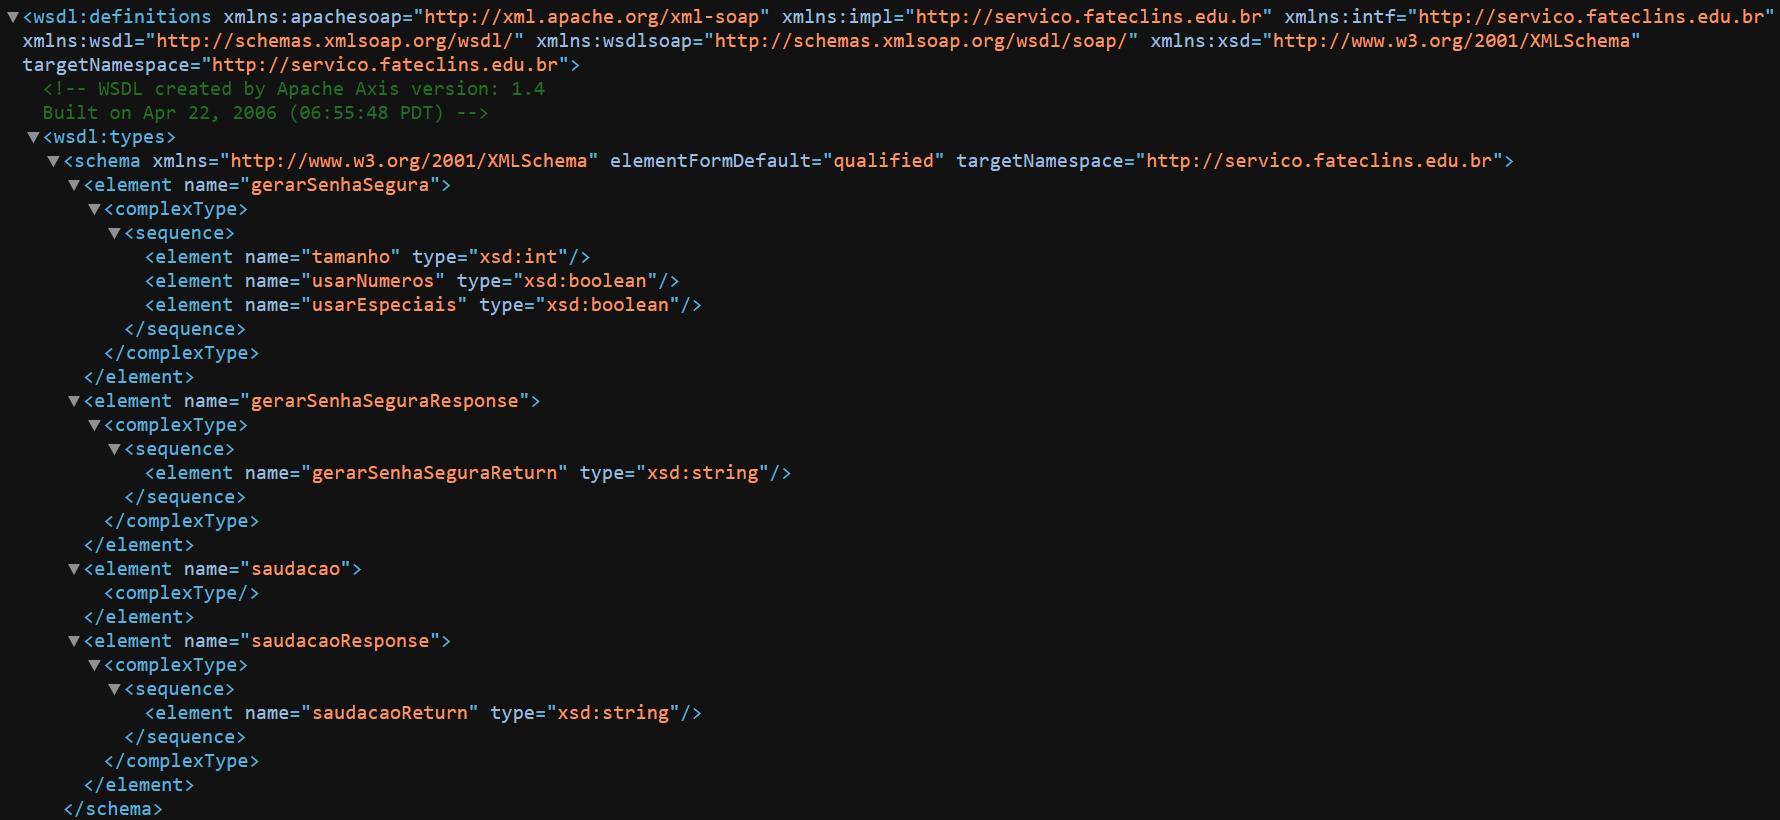 <wsdl:definitions xmlns:apachesoap="http://xml.apache.org/xml-soap" xmlns:impl="http://servico.fateclins.edu.br" xmlns:intf="http://servico.fateclins.edu.br"
xmlns:wsdl="http://schemas.xmlsoap.org/wsdl/" xmlns:wsdlsoap="http://schemas.xmlsoap.org/wsdl/soap/" xmlns:xsd="http://www.w3.org/2001/XMLSchema"
targetNamespace="http://servico.fateclins.edu.br">
<!-- WSDL created by Apache Axis version: 1.4
Built on Apr 22, 2006 (06:55:48 PDT) -->
<wsdl:types>
<schema xmlns="http://www.w3.org/2001/XMLSchema" elementFormDefault="qualified" targetNamespace="http://servico.fateclins.edu.br">
<element name="gerarSenhaSegura">
<complexType>
<sequence>
<element name="tamanho" type="xsd:int"/>
<element name="usarNumeros" type="xsd:boolean"/>
<element name="usarEspeciais" type="xsd:boolean"/>
</sequence>
</complexType>
</element>
<element name="gerarSenhaSeguraResponse">
<complexType>
<sequence>
<element name="gerarSenhaSeguraReturn" type="xsd:string"/>
</sequence>
</complexType>
</element>
<element name="saudacao">
<complexType/>
</element>
<element name="saudacaoResponse">
<complexType>
<sequence>
<element name="saudacaoReturn" type="xsd:string"/>
</sequence>
</complexType>
</element>
</schema>